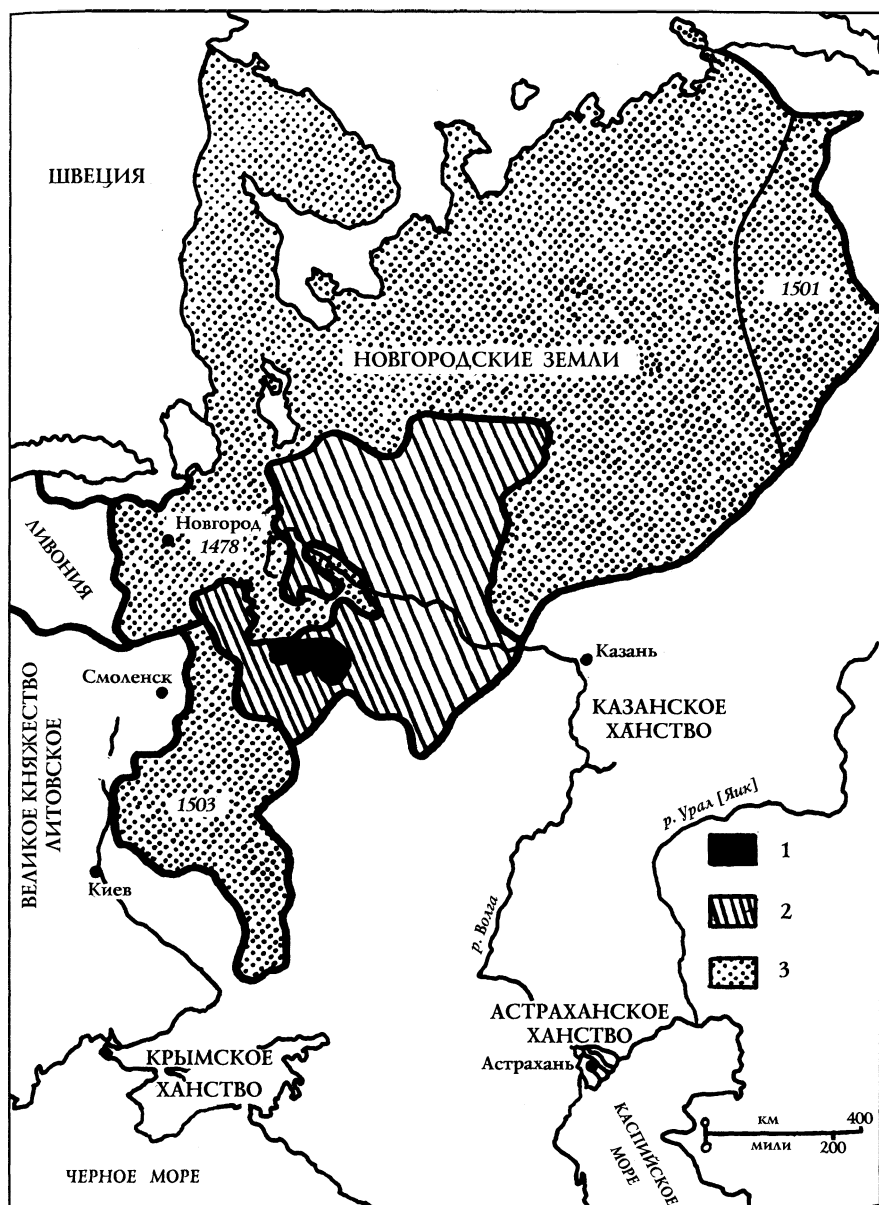 ШВЕЦИЯ
1501
НОВГОРОДСКИЕ ЗЕМЛИ
Новгород
1478
ЛИВОНИЯ
Казань
Смоленск
КАЗАНСКОЕ
ХАНСТВО
ВЕЛИКОЕ КНЯЖЕСТВО
ЛИТОВСКОЕ
1503
р. Урал [Яик]
1
Киев
2
р. Волга
3
АСТРАХАНСКОЕ
ХАНСТВО
КРЫМСКОЕ
ХАНСТВО
Астрахань
КАСПИЙСКОЕ
МОРЕ
км
400
мили
200
ЧЕРНОЕ МОРЕ